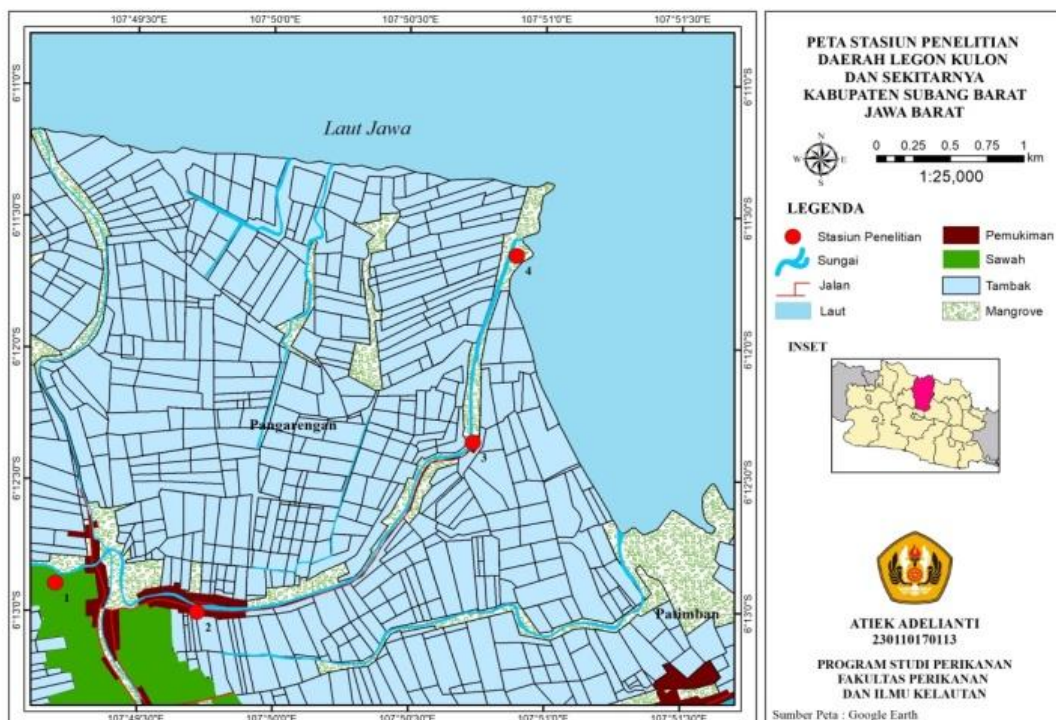 107°49'30"E 107°50'0"E 107°50'30"E 107°51'0"E 107°51'30"E
6°11'0"S 6°11'0"S
Laut Jawa
6°11'30"S 6°11'30"S
4
6°12'0"S 6°12'0"S
Pangarengan
3
6°12'30"S 6°12'30"S
1
2
6°13'0"S 6°13'0"S
Patimban
107°49'30"E 107°50'0"E 107°50'30"E 107°51'0"E 107°51'30"E
PETA STASIUN PENELITIAN
DAERAH LEGON KULON
DAN SEKITARNYA
KABUPATEN SUBANG BARAT
JAWA BARAT
N
W E
S
0 0.25 0.5 0.75 1
km
1:25,000
LEGENDA
Stasiun Penelitian
Sungai
Jalan
Laut
Pemukiman
Sawah
Tambak
Mangrove
INSET
ATIEK ADELIANTI
230110170113
PROGRAM STUDI PERIKANAN
FAKULTAS PERIKANAN
DAN ILMU KELAUTAN
Sumber Peta : Google Earth